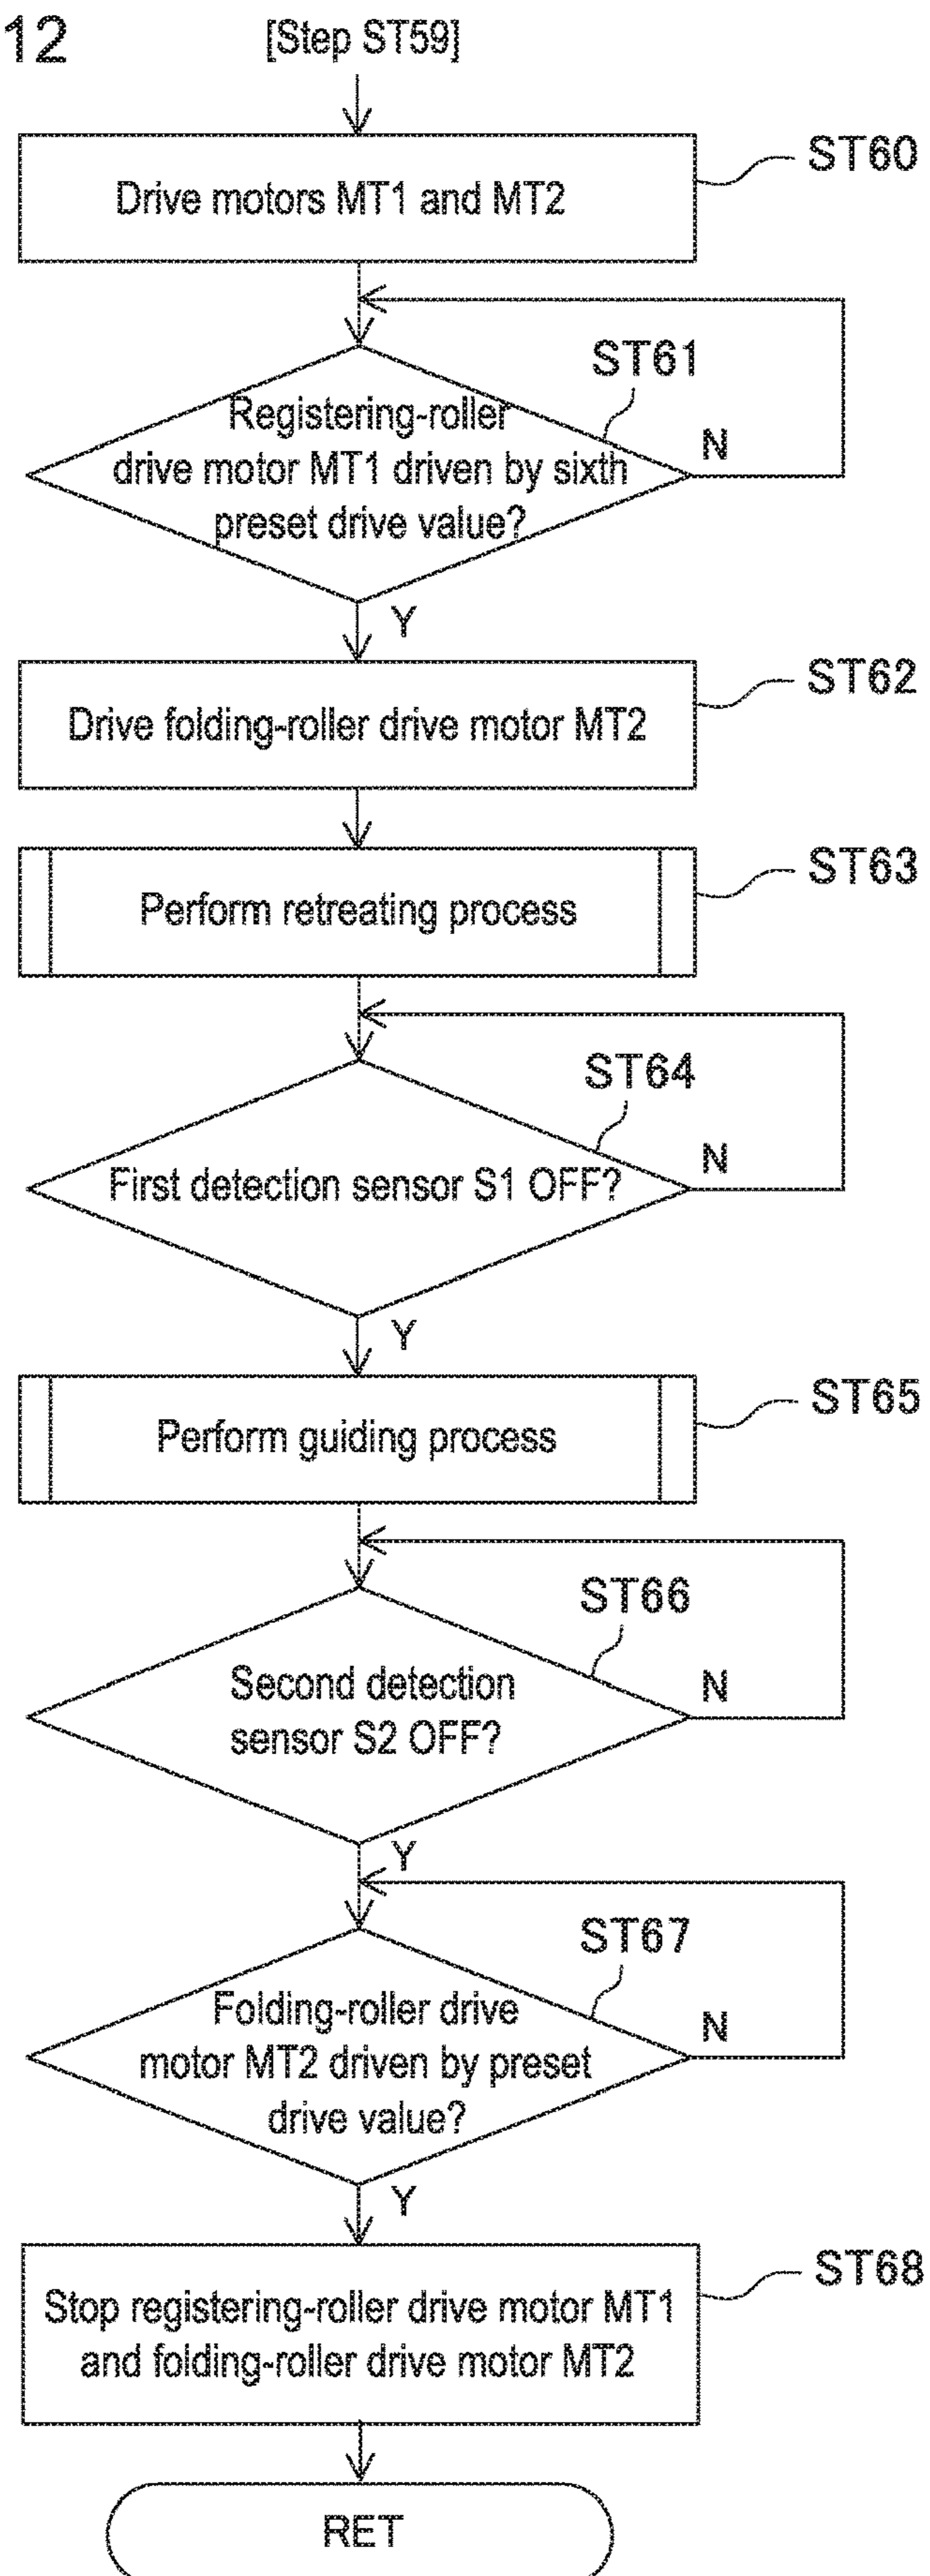 12
[Step ST59]
ST60
Drive motors MT1 and MT2
ST61
Registering-roller
drive motor MT1 driven by sixth
preset drive value?
N
Y
ST62
Drive folding-roller drive motor MT2
ST63
Perform retreating process
ST64
First detection sensor S1 OFF?
N
Y
ST65
Perform guiding process
ST66
Second detection
sensor S2 OFF?
N
Y
ST67
Folding-roller drive
motor MT2 driven by preset
drive value?
N
Y
ST68
Stop registering-roller drive motor MT1
and folding-roller drive motor MT2
RET